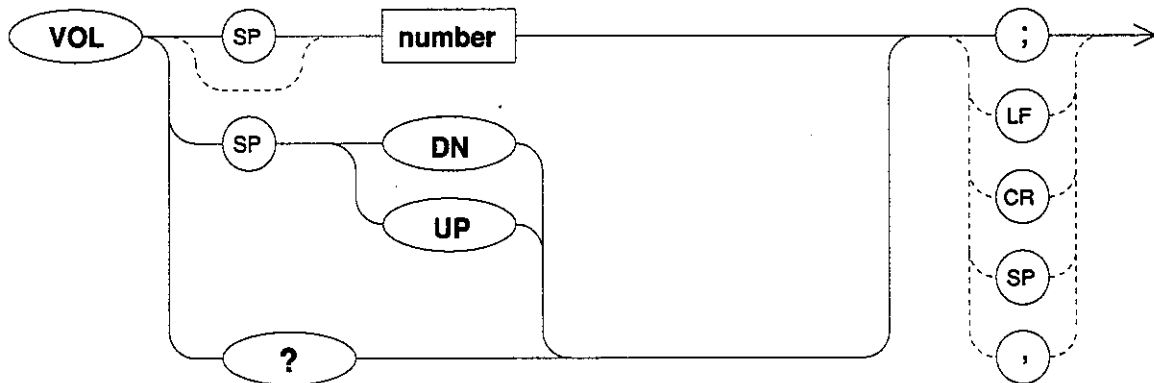 VOL SP number ;
LF
SP DN
CR
UP
SP
? ,